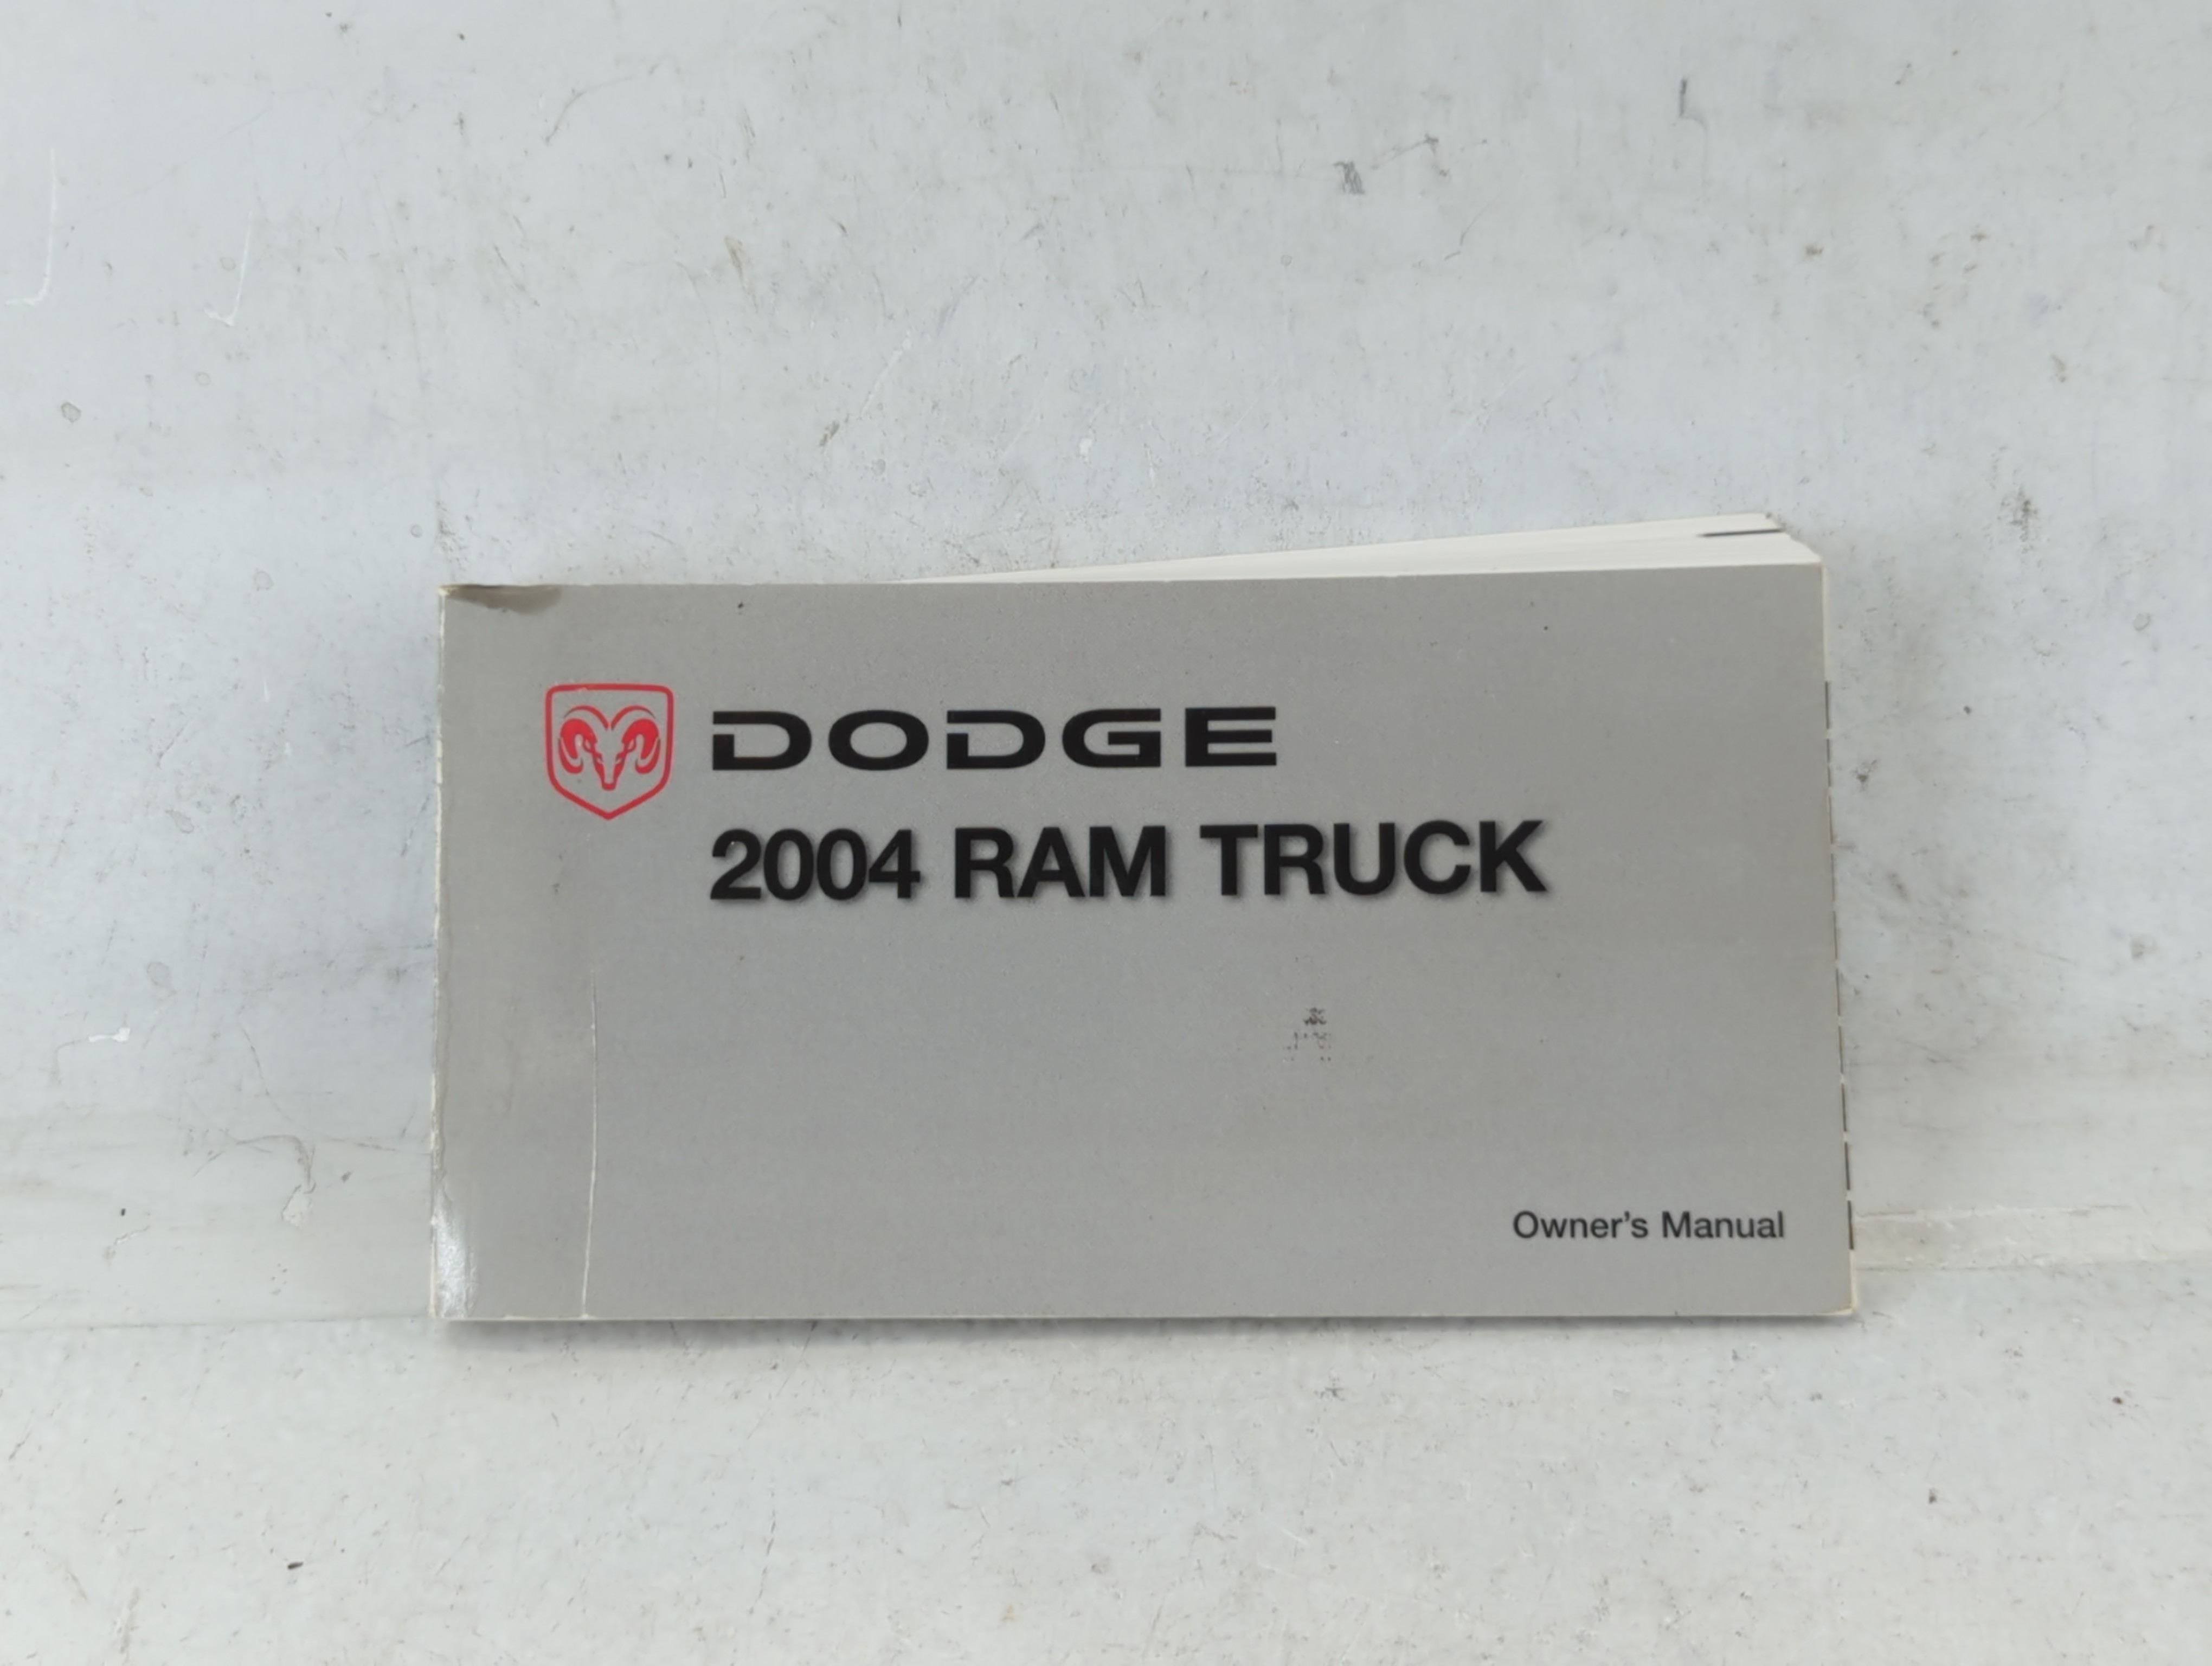 DODGE
2004 RAM TRUCK
Owner's Manual